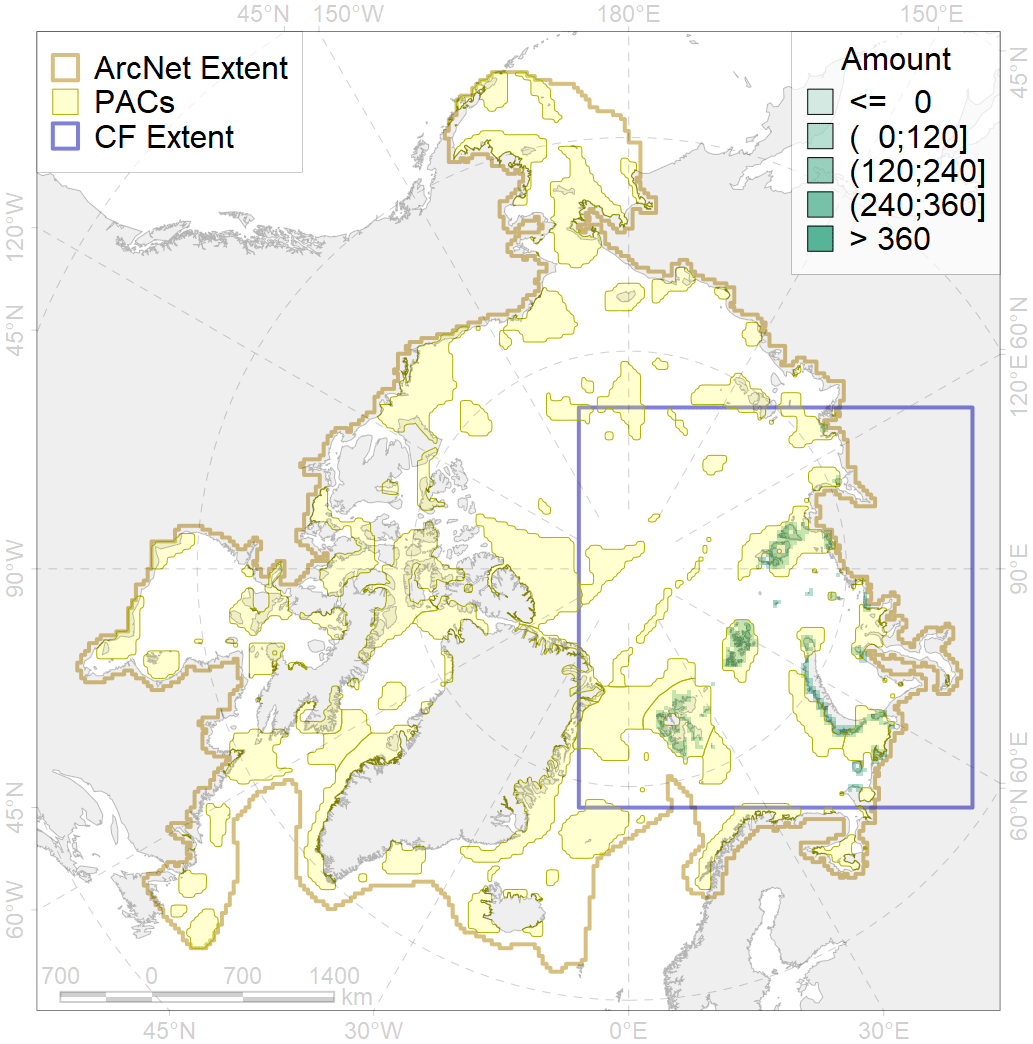 45°N 150°W 180°E 150°E
ArcNet Extent
PACs
CF Extent
Amount
<= 0
( 0;120]
(120;240]
(240;360]
> 360
45°N
120°W
45°N
90°W
45°N
60°W
60°N
120°E
90°E
60°E
60°N
700 0 700 1400
km
45°N 30°W 0°E 30°E